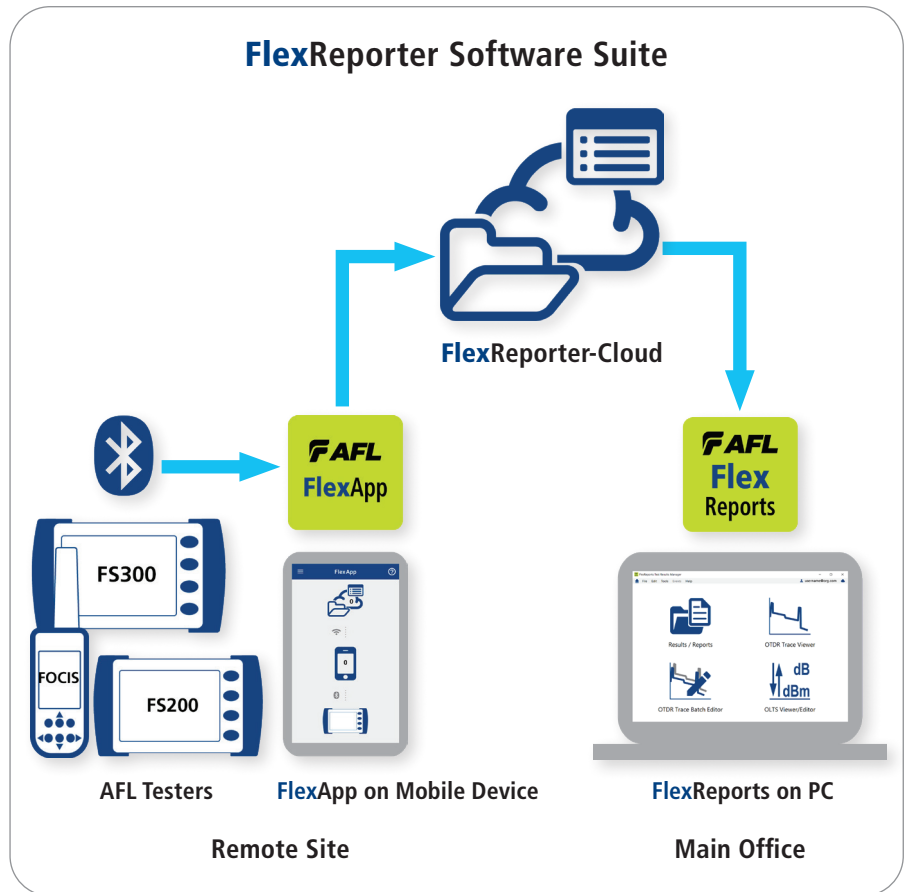 FlexReporter Software Suite
FlexReporter-Cloud
AFL
FlexApp
AFL
Flex
Reports
FS300
FOCIS
FS200
FlexApp
0
0
Results / Reports
OTDR Trace Viewer
dB
dBm
OTDR Trace Batch Editor
OLTS Viewer/Editor
AFL Testers
FlexApp on Mobile Device
FlexReports on PC
Remote Site
Main Office